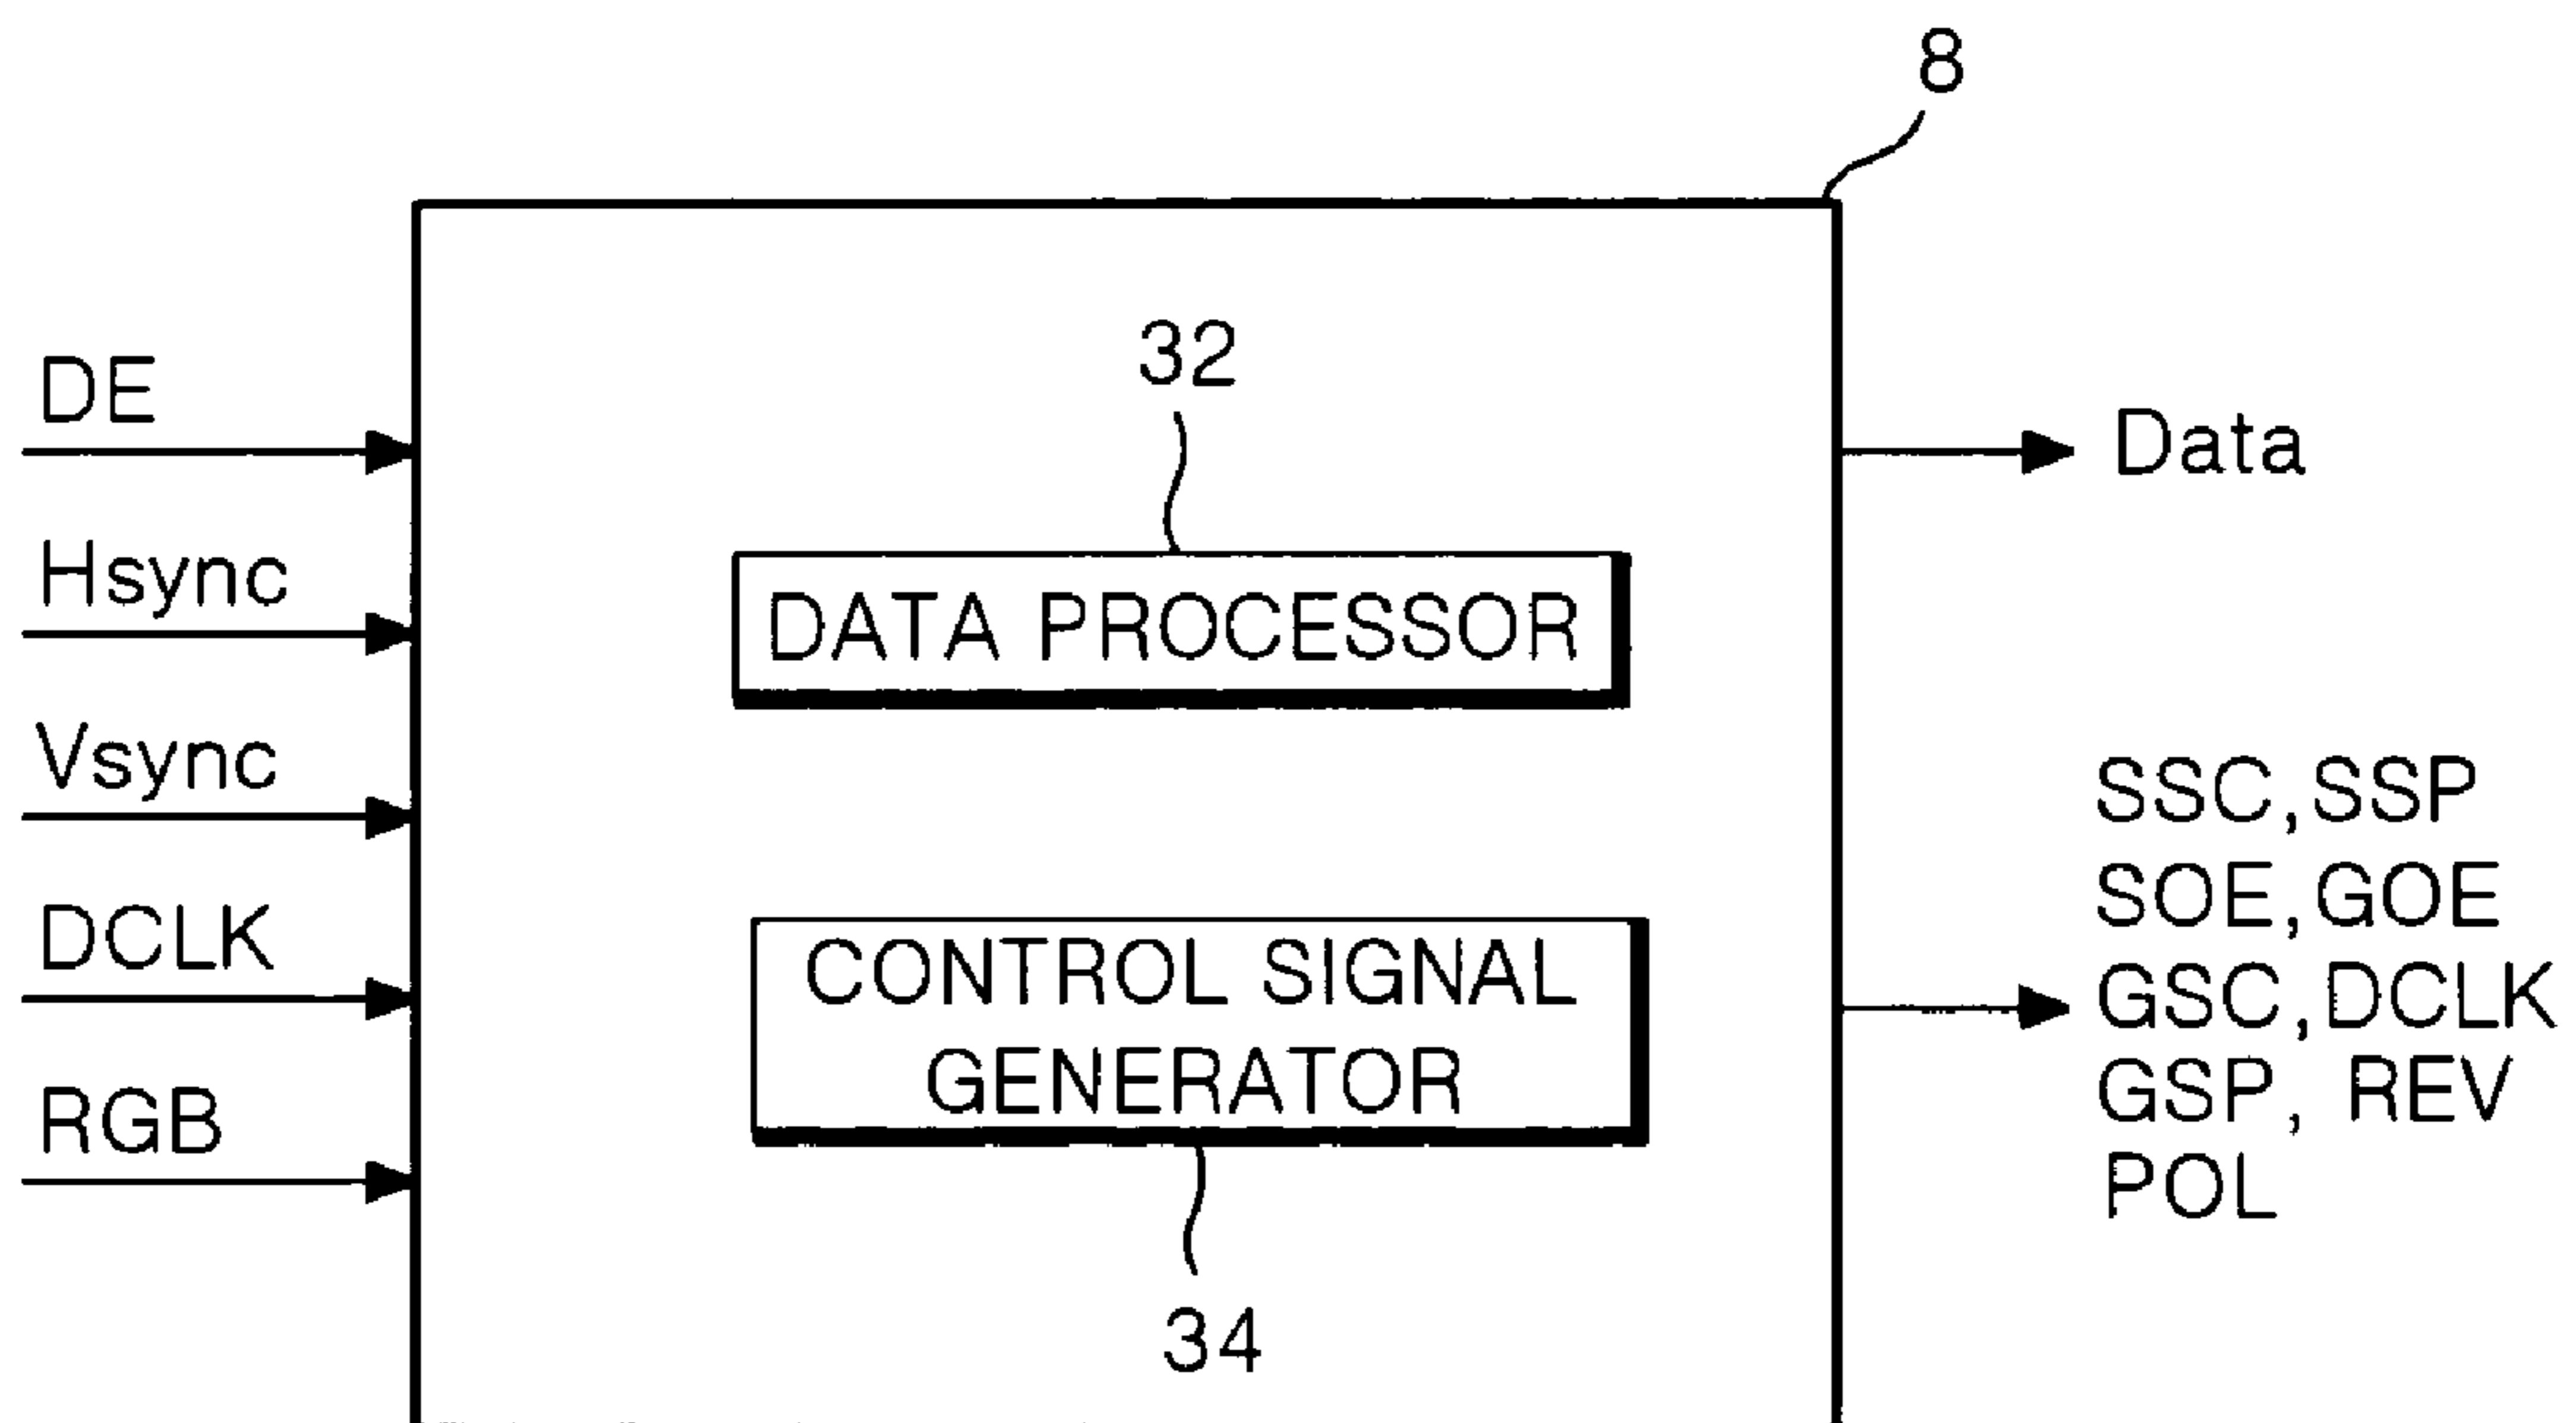 8
32
DE
Data
Hsync
DATA PROCESSOR
Vsync
SSC,SSP
SOE,GOE
DCLK
CONTROL SIGNAL
GSC,DCLK
GENERATOR
GSP, REV
RGB
POL
34